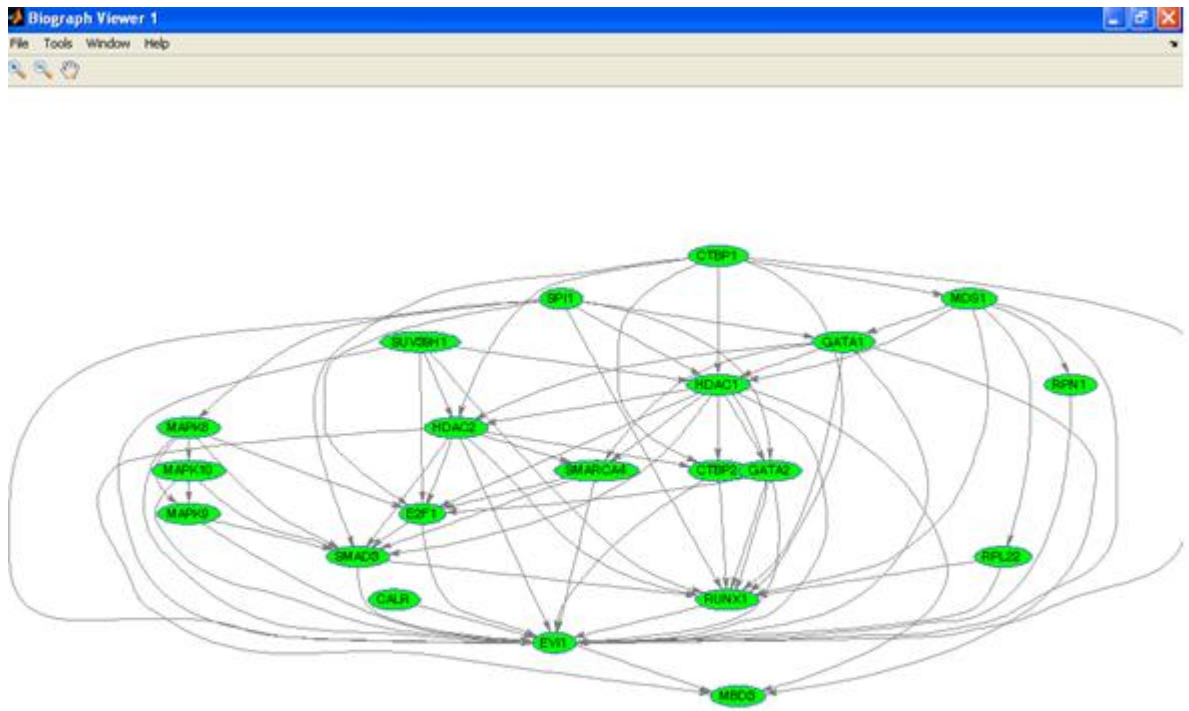 Biograph Viewer 1
File Tools Window Help
CTBP1
SPI1
MDS1
SUV39H1
GATA1
HDAC1
RPN1
MAPK8
HDAC2
MAPK10
SMARCA4
CTBP2
GATA2
MAPK9
E2F1
SMAD3
RPL22
CALR
RUNX1
EVI1
MBD3